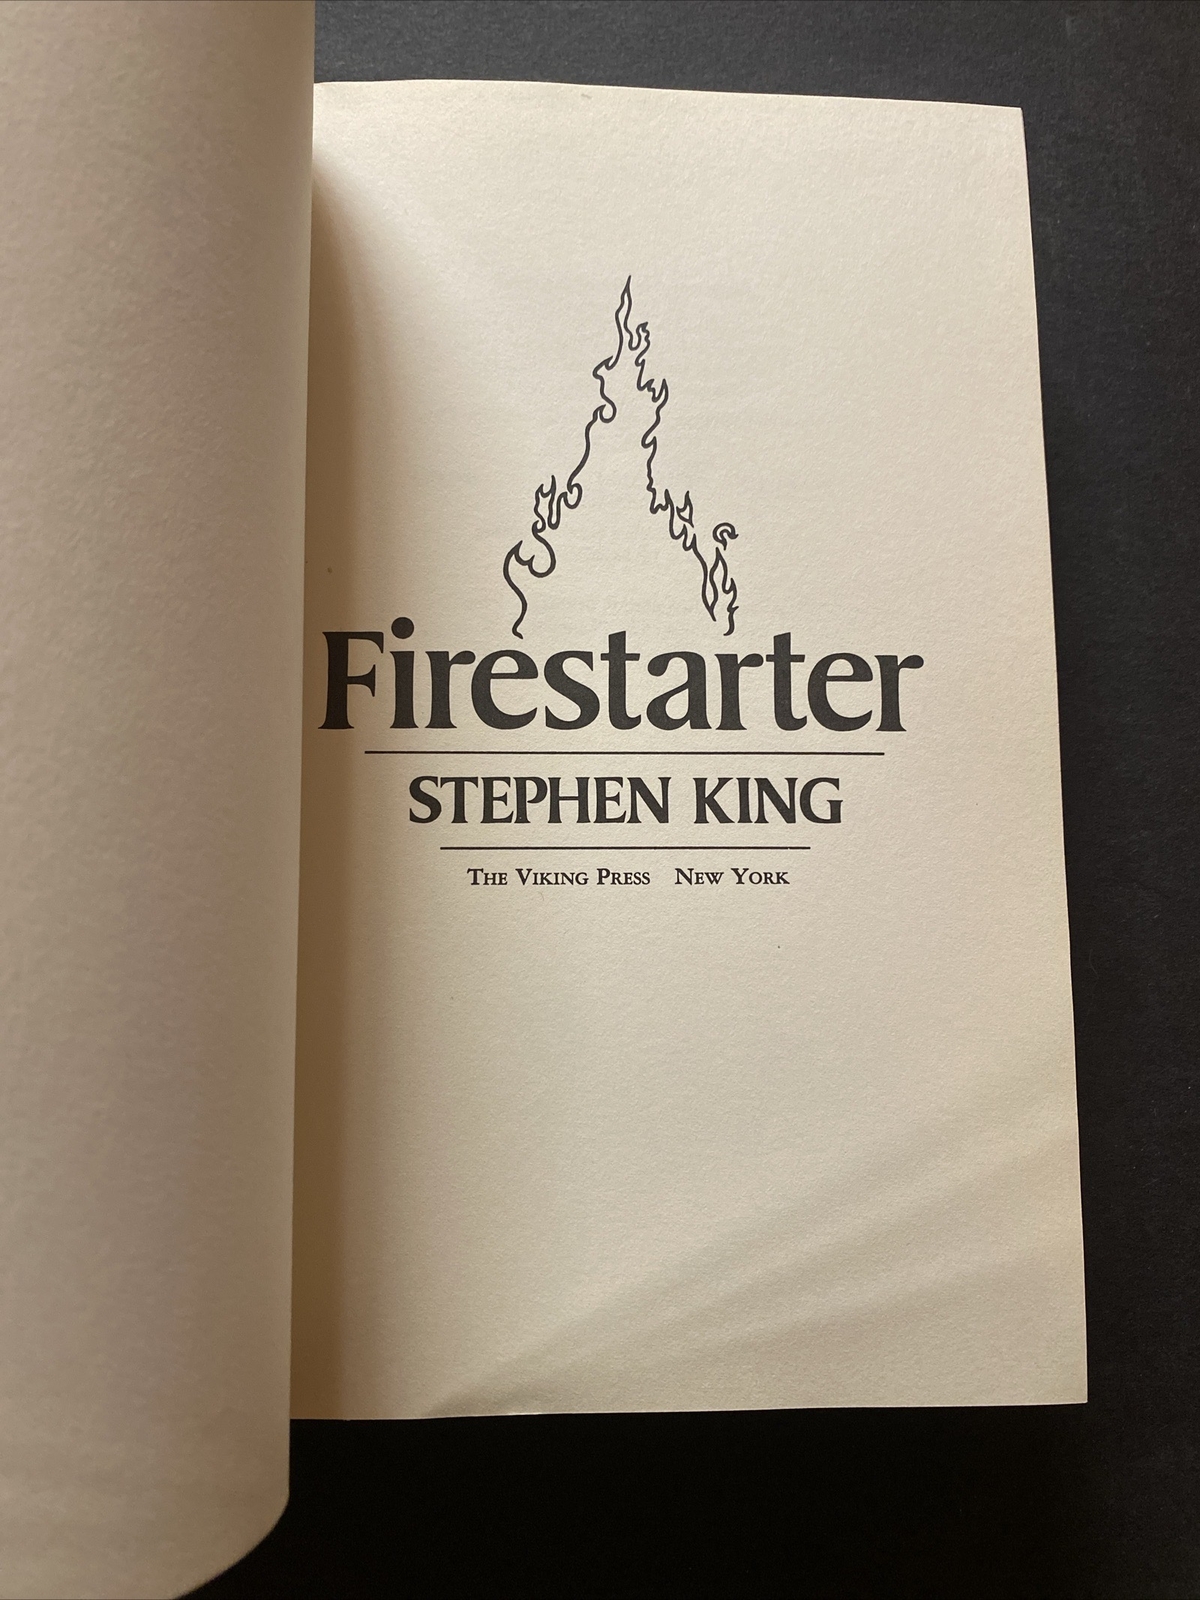 Firestarter
STEPHEN KING
THE VIKING PRESS NEW YORK